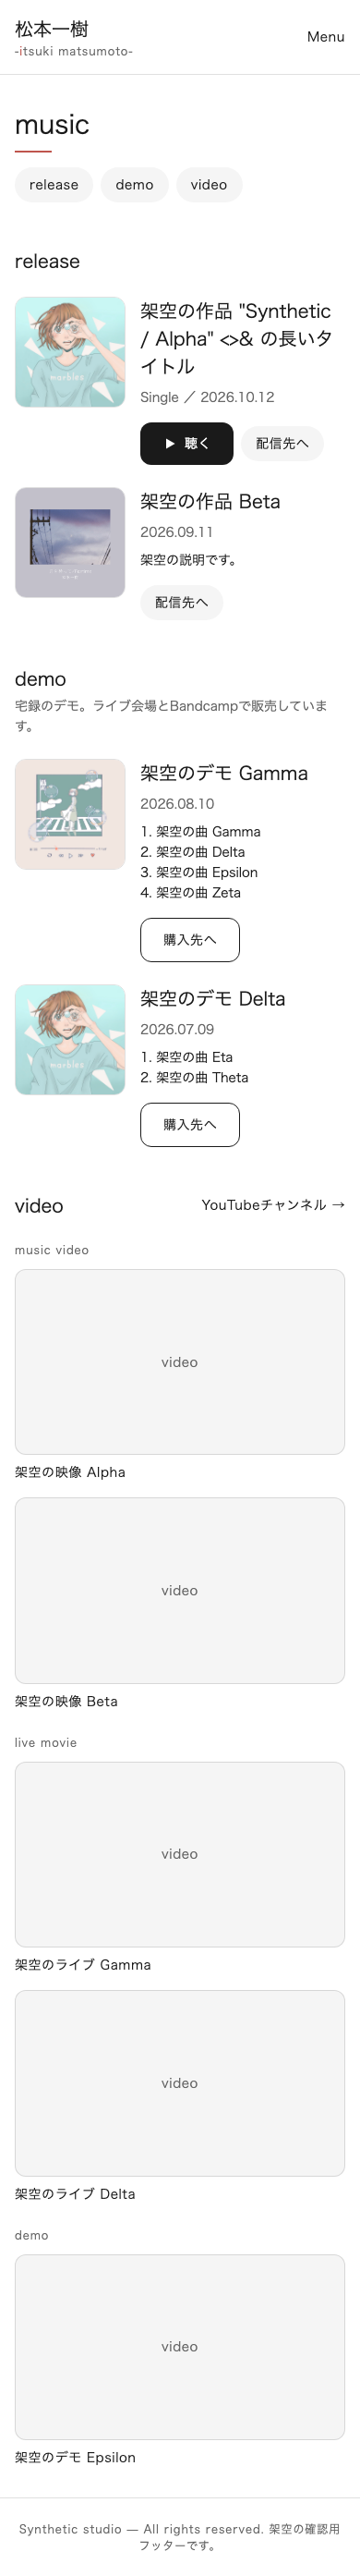 松本一樹
-itsuki matsumoto-
Menu
music
release
demo
video
release
marbles
架空の作品 "Synthetic
/ Alpha" <>& の長いタ
イトル
Single ／ 2026.10.12
▶ 聴く
配信先へ
架空の作品 Beta
2026.09.11
架空の説明です。
配信先へ
demo
宅録のデモ。ライブ会場とBandcampで販売していま
す。
架空のデモ Gamma
2026.08.10
1. 架空の曲 Gamma
2. 架空の曲 Delta
3. 架空の曲 Epsilon
4. 架空の曲 Zeta
購入先へ
marbles
架空のデモ Delta
2026.07.09
1. 架空の曲 Eta
2. 架空の曲 Theta
購入先へ
video
YouTubeチャンネル →
music video
video
架空の映像 Alpha
video
架空の映像 Beta
live movie
video
架空のライブ Gamma
video
架空のライブ Delta
demo
video
架空のデモ Epsilon
Synthetic studio — All rights reserved. 架空の確認用
フッターです。